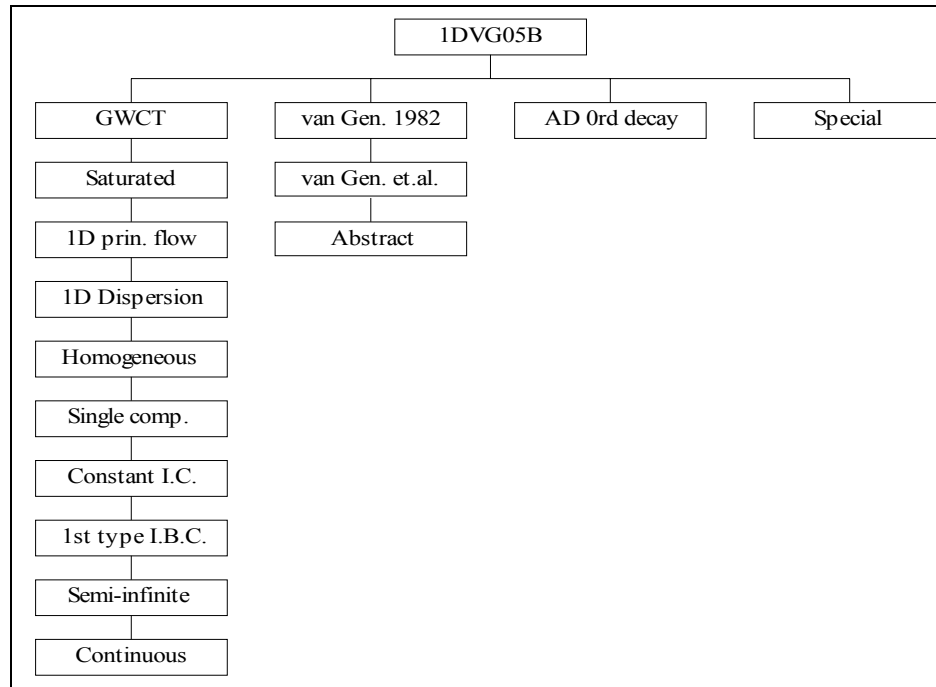 1DVG05B
GWCT
van Gen. 1982
AD 0rd decay
Special
Saturated
van Gen. et.al.
1D prin. flow
Abstract
1D Dispersion
Homogeneous
Single comp.
Constant I.C.
1st type I.B.C.
Semi-infinite
Continuous